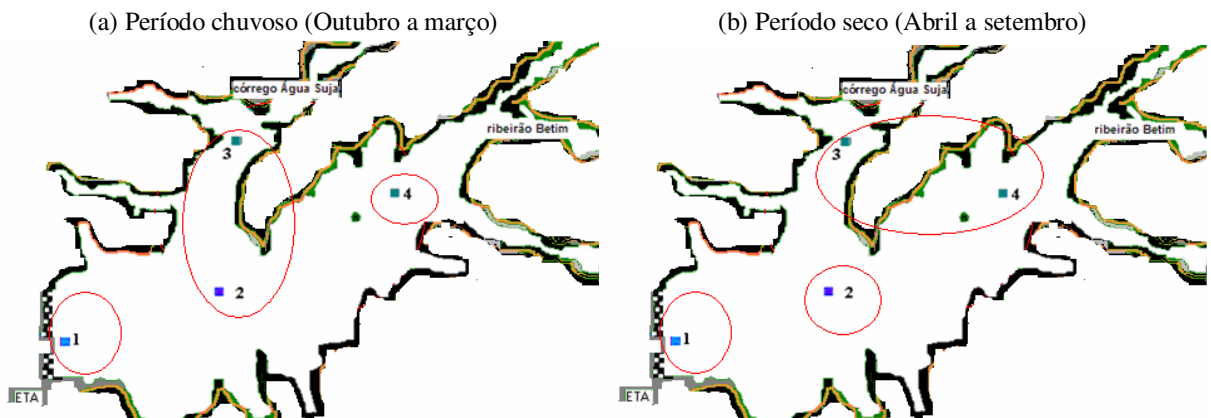 (a) Período chuvoso (Outubro a março)
córrego Água Suja
ribeirão Betim
3
4
2
1
ETA
(b) Período seco (Abril a setembro)
córrego Água Suja
ribeirão Betim
3
4
2
1
ETA